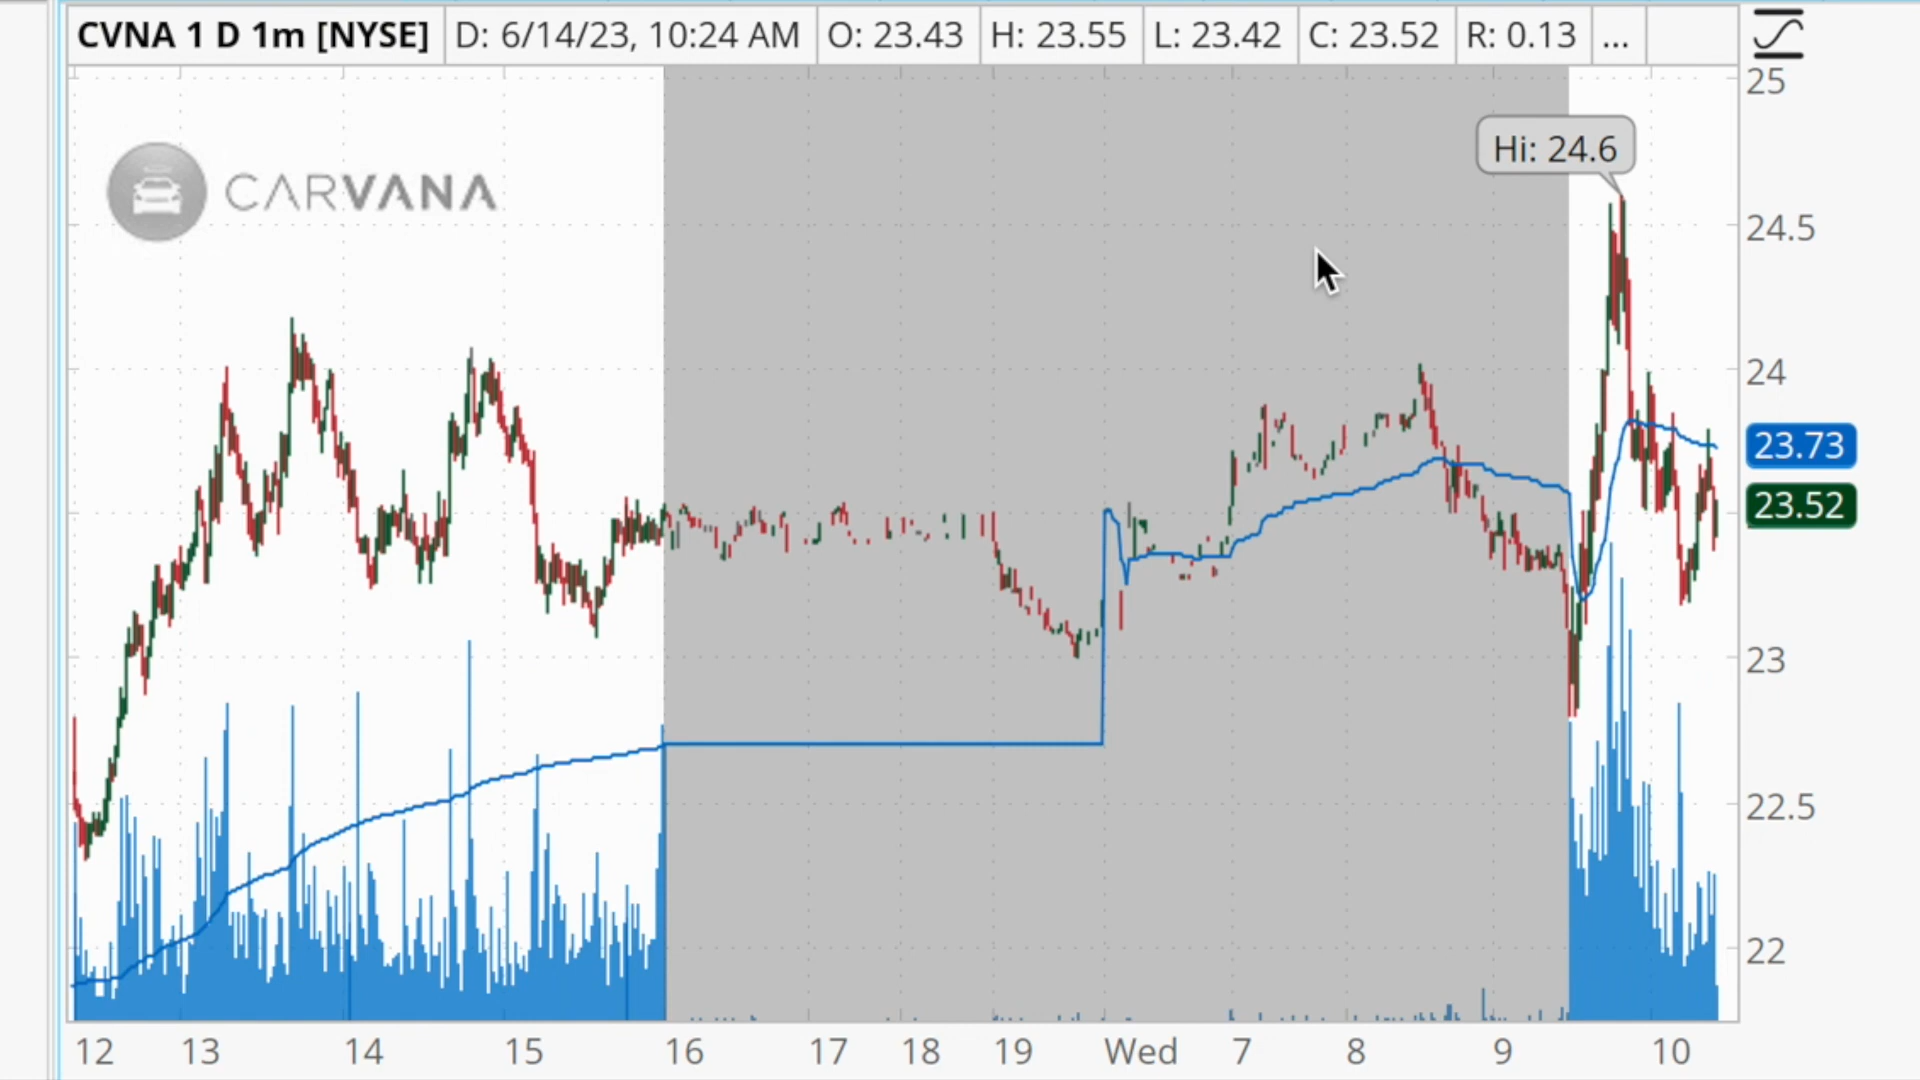 CVNA 1 D 1m [NYSE] D: 6/14/23, 10:24 AM O: 23.43 H: 23.55 L: 23.42 C: 23.52 R: 0.13 ...
25
Hi: 24.6
CARVANA
24.5
24
23.73
23.52
23
22.5
22
12 13 14 15 16 17 18 19 Wed 7 8 9 10